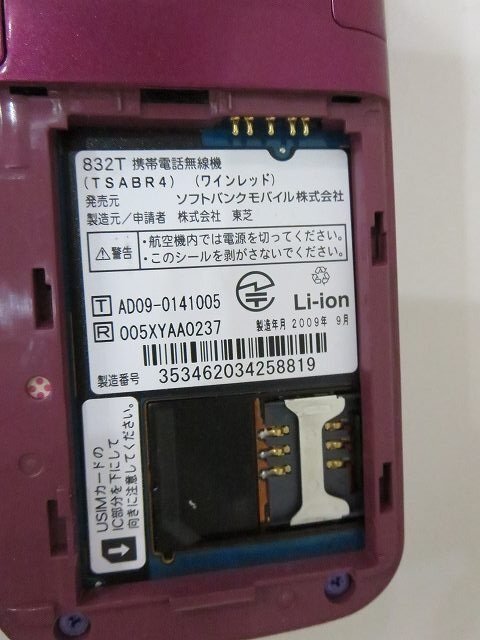 832T 携帯電話無線機
(TSABR4) (ワインレッド)
発売元 ソフトバンクモバイル株式会社
製造元/申請者 株式会社 東芝
警告
・航空機内では電源を切ってください。
・このシールを剥がさないでください。
T AD09-0141005
R 005XYAA0237
Li-ion
製造年月 2009年 9月
製造番号 353462034258819
USIMカードの
IC部分を下にして
向きに注意してください。